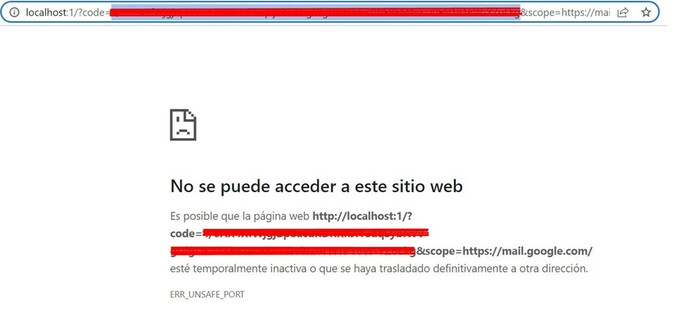 localhost:1/?code=
&scope=https://mai
No se puede acceder a este sitio web
Es posible que la página web http://localhost:1/?
code=
&scope=https://mail.google.com/
esté temporalmente inactiva o que se haya trasladado definitivamente a otra dirección.
ERR_UNSAFE_PORT